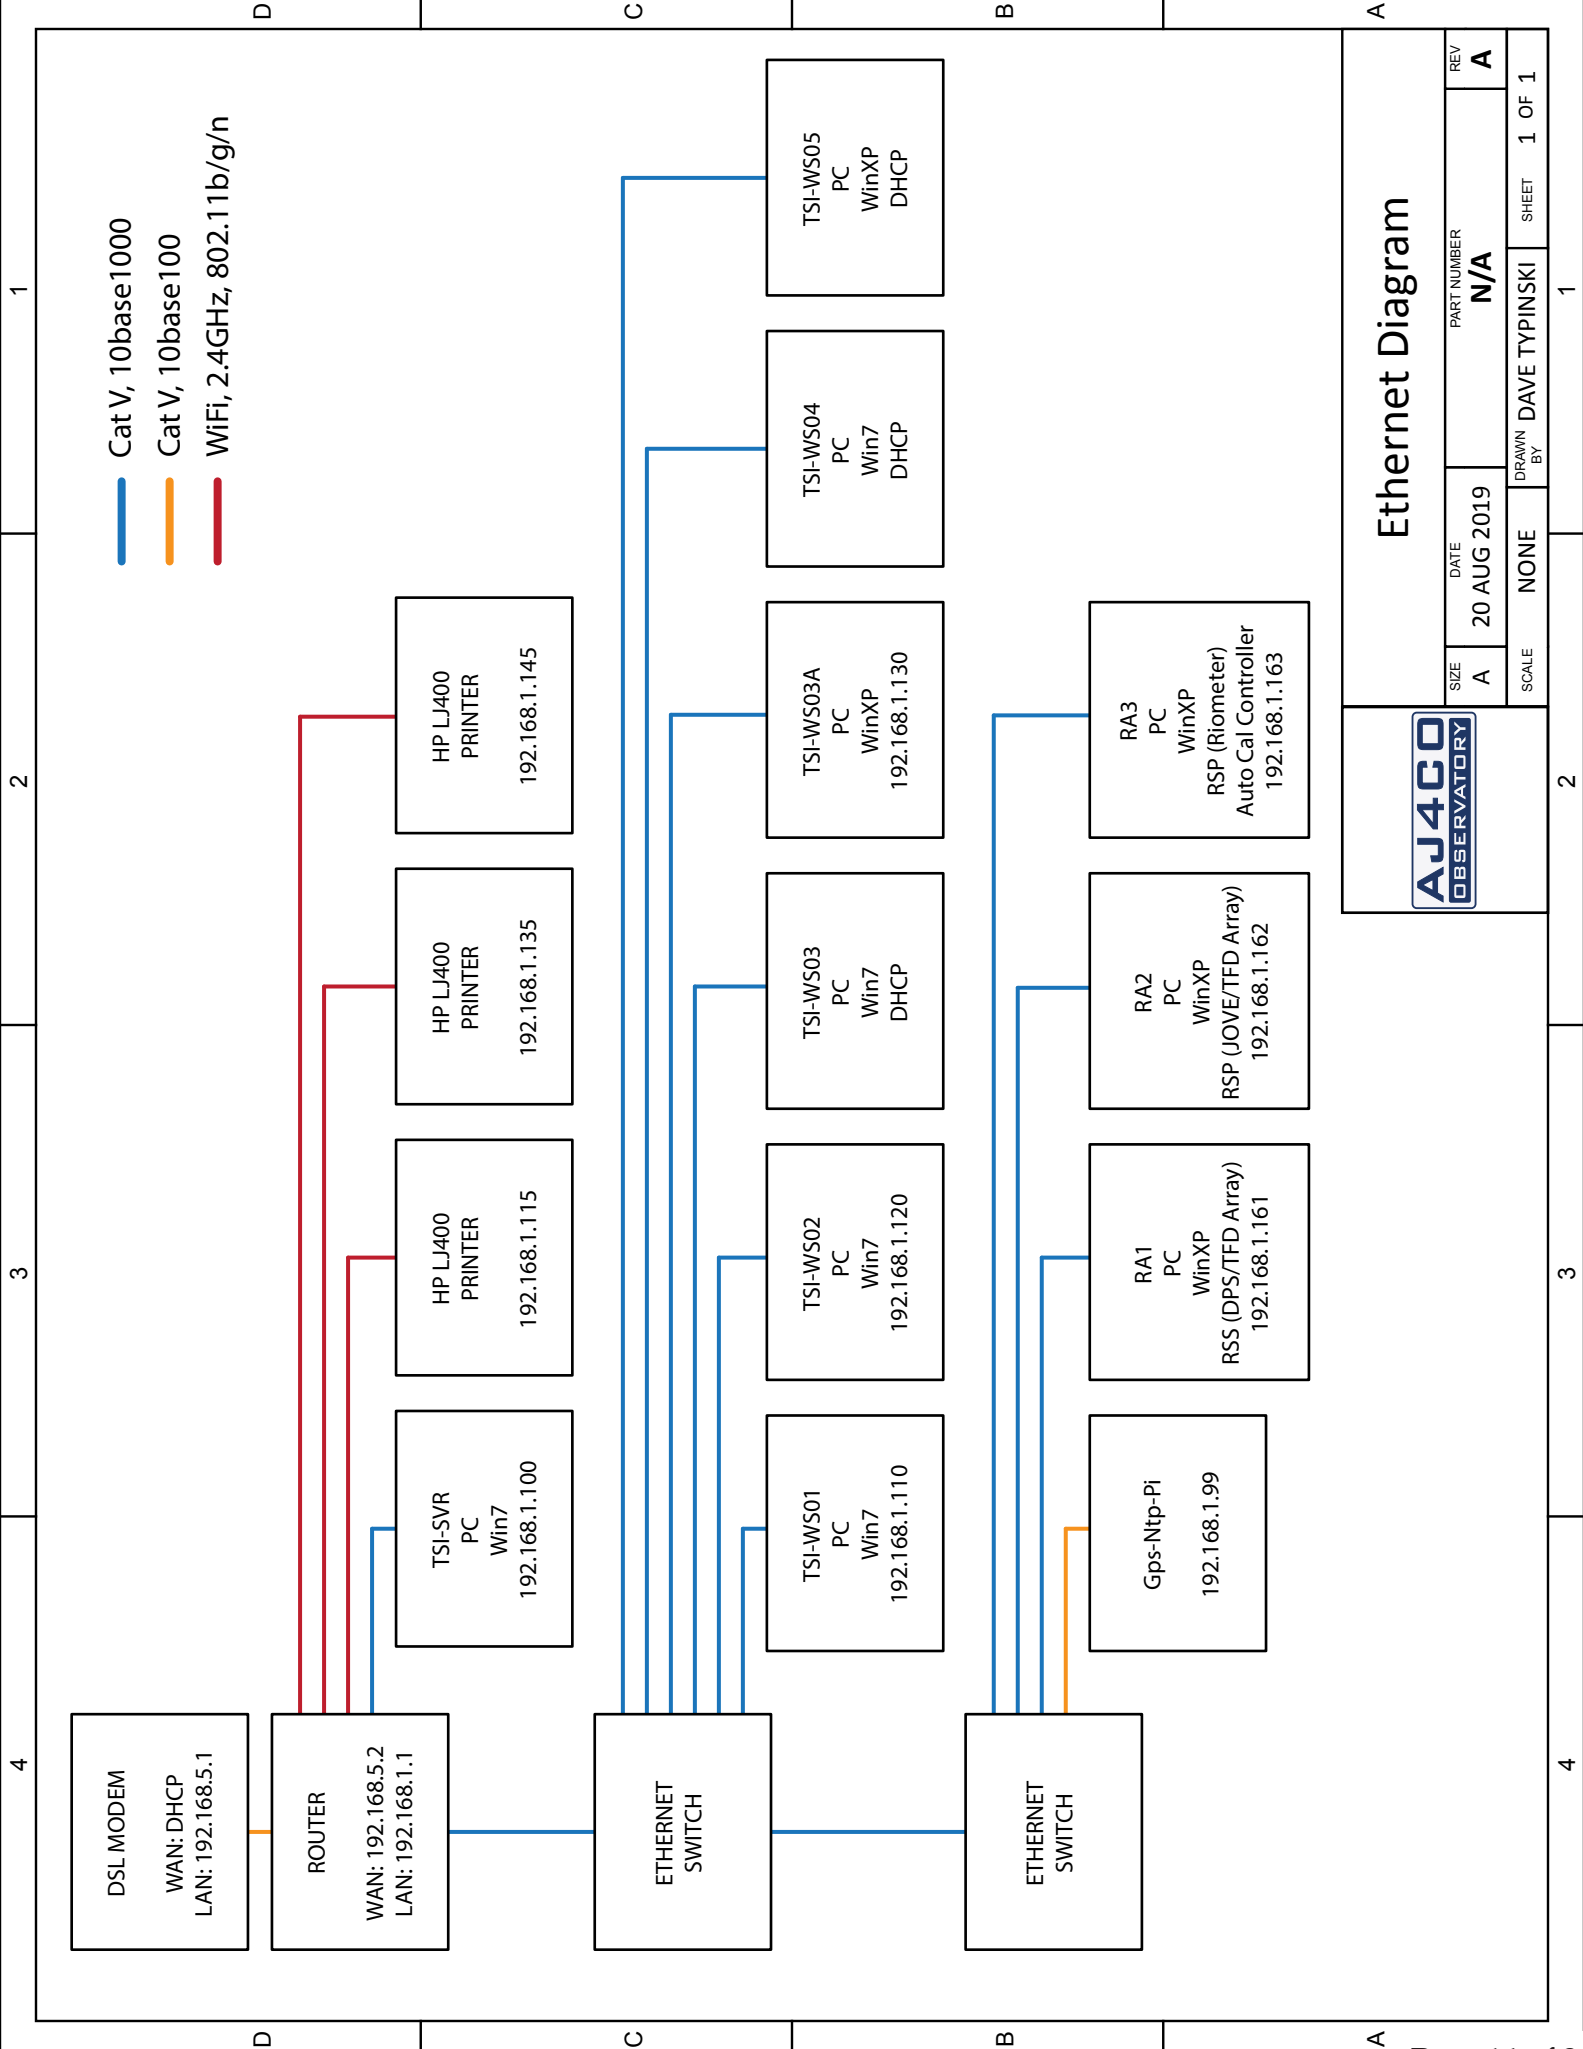 4
3
2
1
D
C
B
A
DSL MODEM
WAN: DHCP
LAN: 192.168.5.1
ROUTER
WAN: 192.168.5.2
LAN: 192.168.1.1
Cat V, 10base1000
Cat V, 10base100
WiFi, 2.4GHz, 802.11b/g/n
TSI-SVR
PC
Win7
192.168.1.100
HP LJ400
PRINTER
192.168.1.115
HP LJ400
PRINTER
192.168.1.135
HP LJ400
PRINTER
192.168.1.145
ETHERNET
SWITCH
TSI-WS01
PC
Win7
192.168.1.110
TSI-WS02
PC
Win7
192.168.1.120
TSI-WS03
PC
Win7
DHCP
TSI-WS03A
PC
WinXP
192.168.1.130
TSI-WS04
PC
Win7
DHCP
TSI-WS05
PC
WinXP
DHCP
ETHERNET
SWITCH
Gps-Ntp-Pi
192.168.1.99
RA1
PC
WinXP
RSS (DPS/TFD Array)
192.168.1.161
RA2
PC
WinXP
RSP (JOVE/TFD Array)
192.168.1.162
RA3
PC
WinXP
RSP (Riometer)
Auto Cal Controller
192.168.1.163
AJ4CO
OBSERVATORY
Ethernet Diagram
SIZE
A
DATE
20 AUG 2019
PART NUMBER
N/A
REV
A
SCALE
NONE
DRAWN
BY
DAVE TYPINSKI
SHEET
1 OF 1
D
C
B
A
4
3
2
1